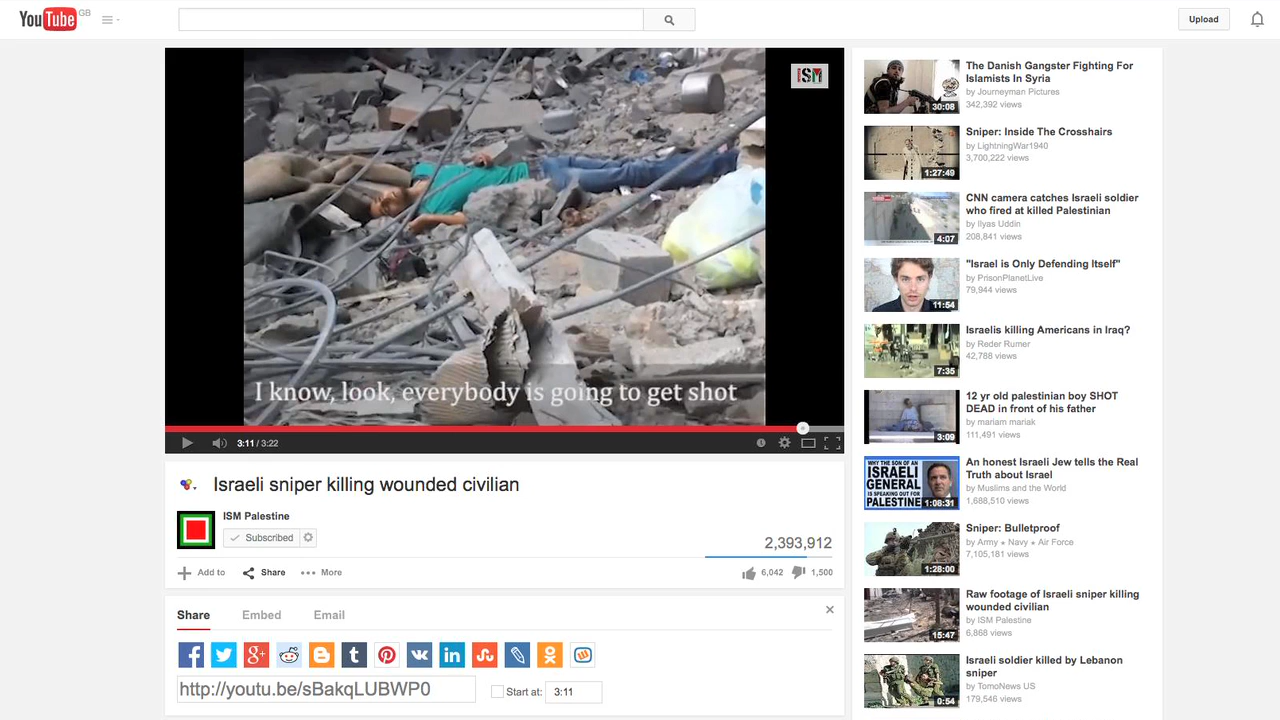 YouTube GB
Upload
ISM
I know, look, everybody is going to get shot
3:11 / 3:22
Israeli sniper killing wounded civilian
ISM Palestine
Subscribed
2,393,912
Add to
Share
More
6,042
1,500
Share
Embed
Email
http://youtu.be/sBakqLUBWP0
Start at:
3:11
30:08
The Danish Gangster Fighting For
Islamists In Syria
by Journeyman Pictures
342,392 views
1:27:49
Sniper: Inside The Crosshairs
by LightningWar1940
3,700,222 views
4:07
CNN camera catches Israeli soldier
who fired at killed Palestinian
by Ilyas Uddin
208,841 views
11:54
"Israel is Only Defending Itself"
by PrisonPlanetLive
79,944 views
7:35
Israelis killing Americans in Iraq?
by Reder Rumer
42,788 views
3:09
12 yr old palestinian boy SHOT
DEAD in front of his father
by mariam mariak
111,491 views
WHY THE SON OF AN
ISRAELI
GENERAL
IS SPEAKING OUT FOR
PALESTINE
1:08:31
An honest Israeli Jew tells the Real
Truth about Israel
by Muslims and the World
1,688,510 views
1:28:00
Sniper: Bulletproof
by Army ★ Navy ★ Air Force
7,105,181 views
15:47
Raw footage of Israeli sniper killing
wounded civilian
by ISM Palestine
6,868 views
0:54
Israeli soldier killed by Lebanon
sniper
by TomoNews US
179,546 views